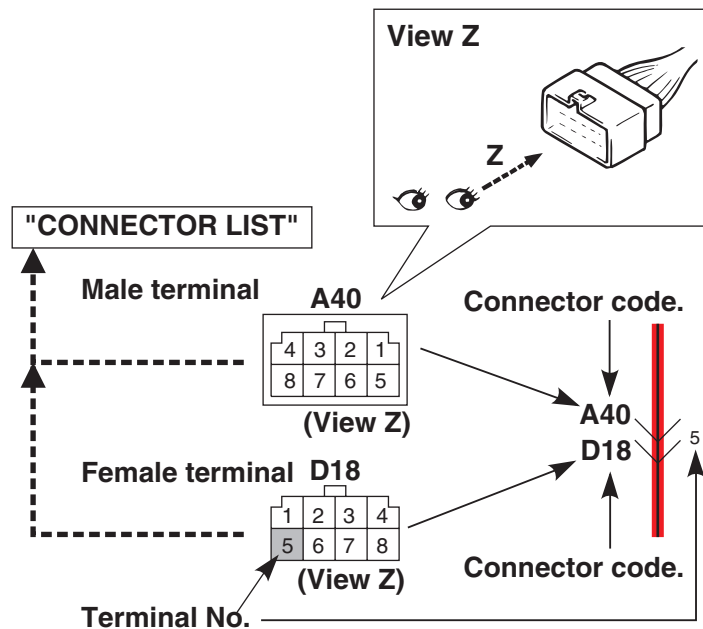 View Z
Z
"CONNECTOR LIST"
Male terminal
A40
4 3 2 1
8 7 6 5
(View Z)
Connector code.
A40
D18
5
Female terminal
D18
1 2 3 4
5 6 7 8
(View Z)
Connector code.
Terminal No.